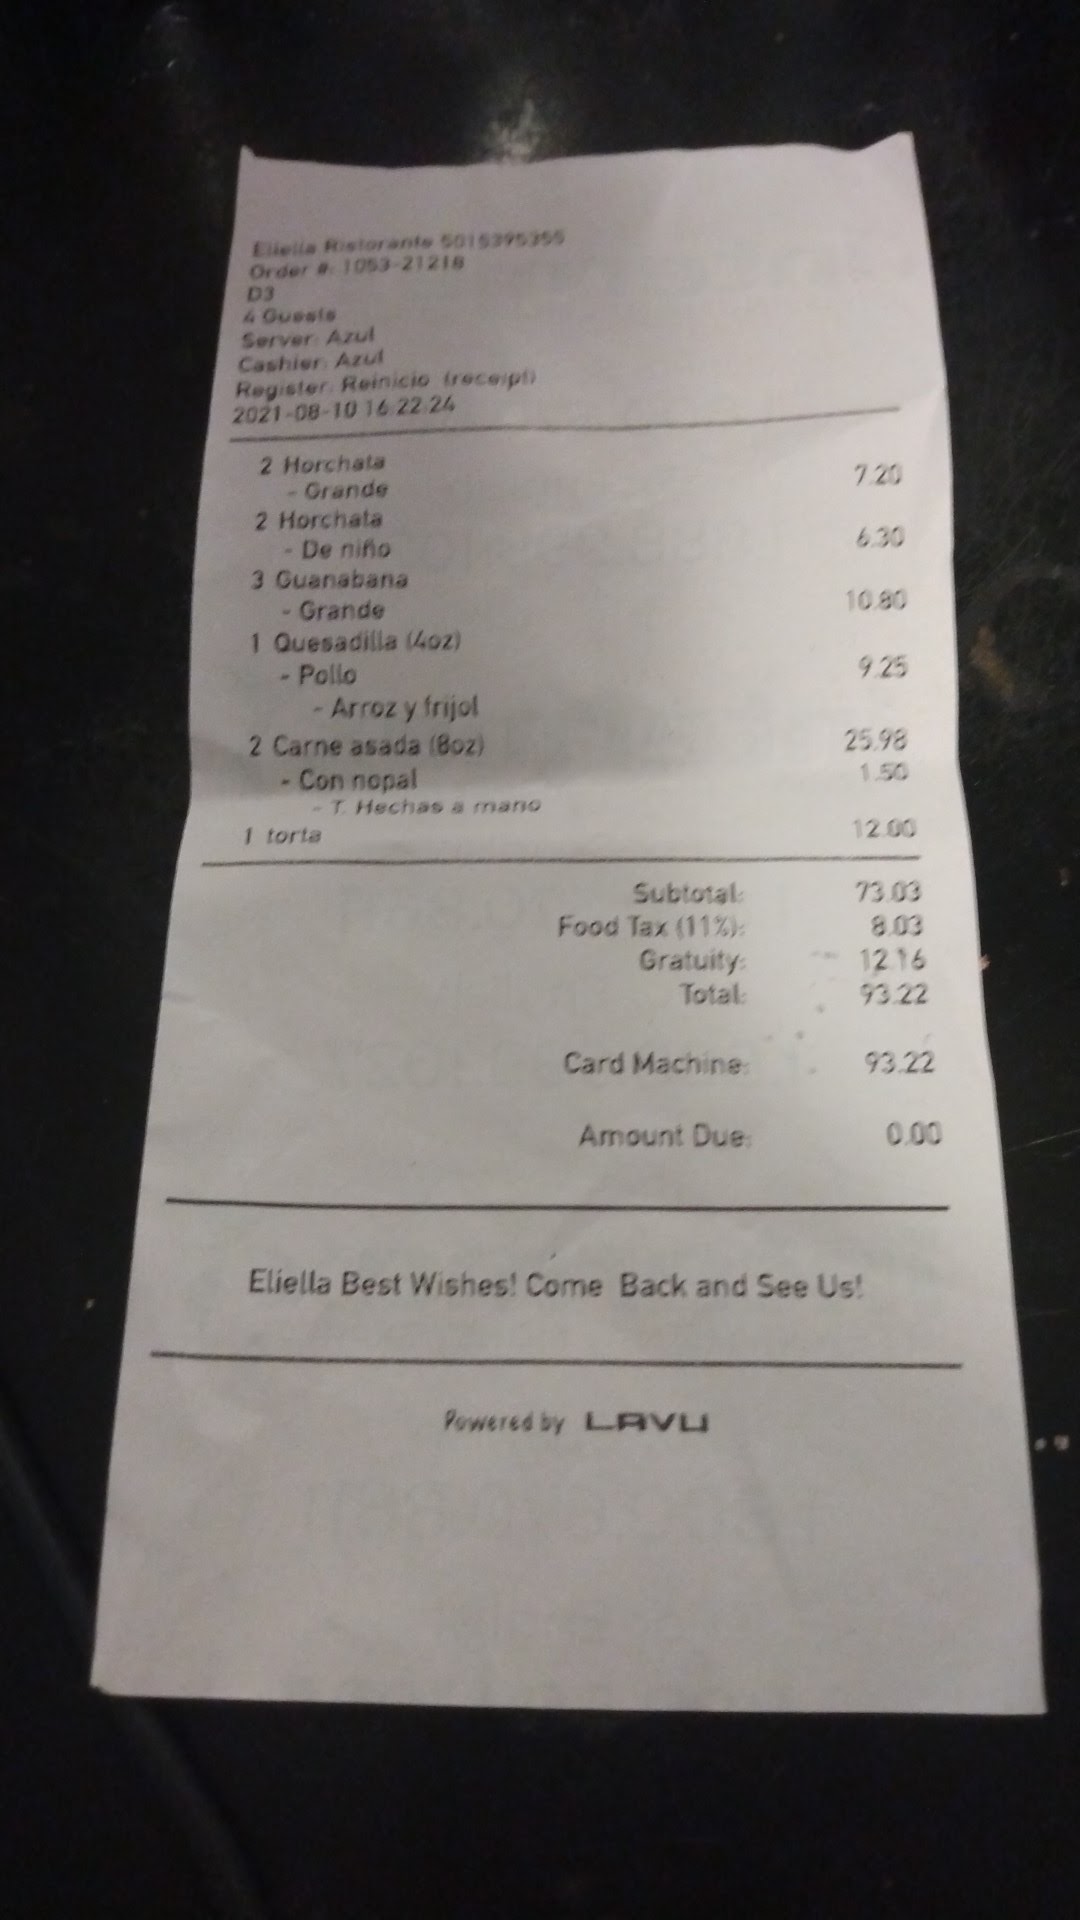 Eliella Ristorante 5015395355
Order #: 1053-21218
D3
4 Guests
Server: Azul
Cashier: Azul
Register: Reinicio (receipt)
2021-08-10 16:22:24
2 Horchata 7.20
- Grande
2 Horchata 6.30
- De niño
3 Guanabana 10.80
- Grande
1 Quesadilla (4oz) 9.25
- Pollo
- Arroz y frijol
2 Carne asada (8oz) 25.98
- Con nopal 1.50
- T. Hechas a mano
1 torta 12.00
Subtotal: 73.03
Food Tax (11%): 8.03
Gratuity: 12.16
Total: 93.22
Card Machine: 93.22
Amount Due: 0.00
Eliella Best Wishes! Come Back and See Us!
Powered by LAVU